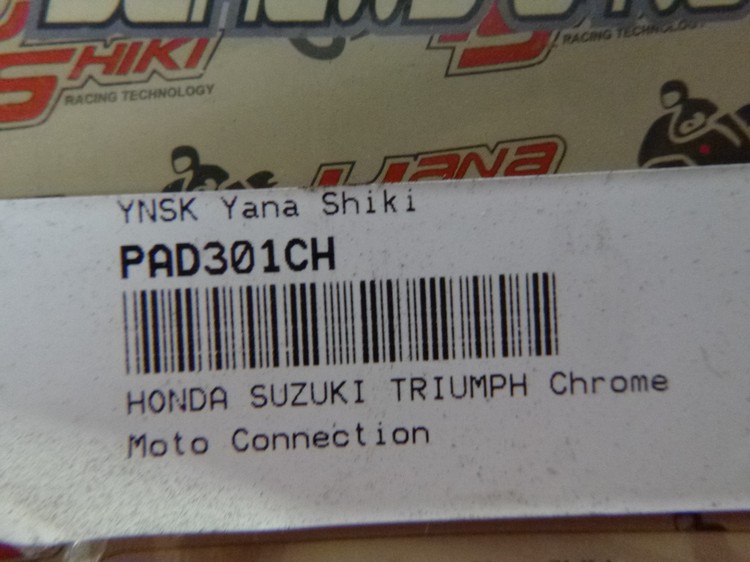 SHIKI
RACING TECHNOLOGY
RACING TECHNOLOGY
YANA
YNSK Yana Shiki
PAD301CH
HONDA SUZUKI TRIUMPH Chrome
Moto Connection